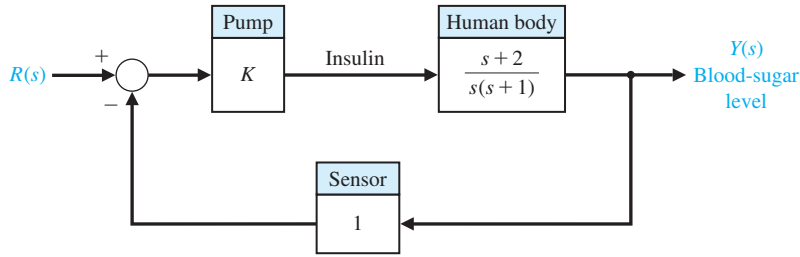 Pump
Human body
R(s)
+
−
K
Insulin
s + 2
s(s + 1)
Y(s)
Blood-sugar
level
Sensor
1